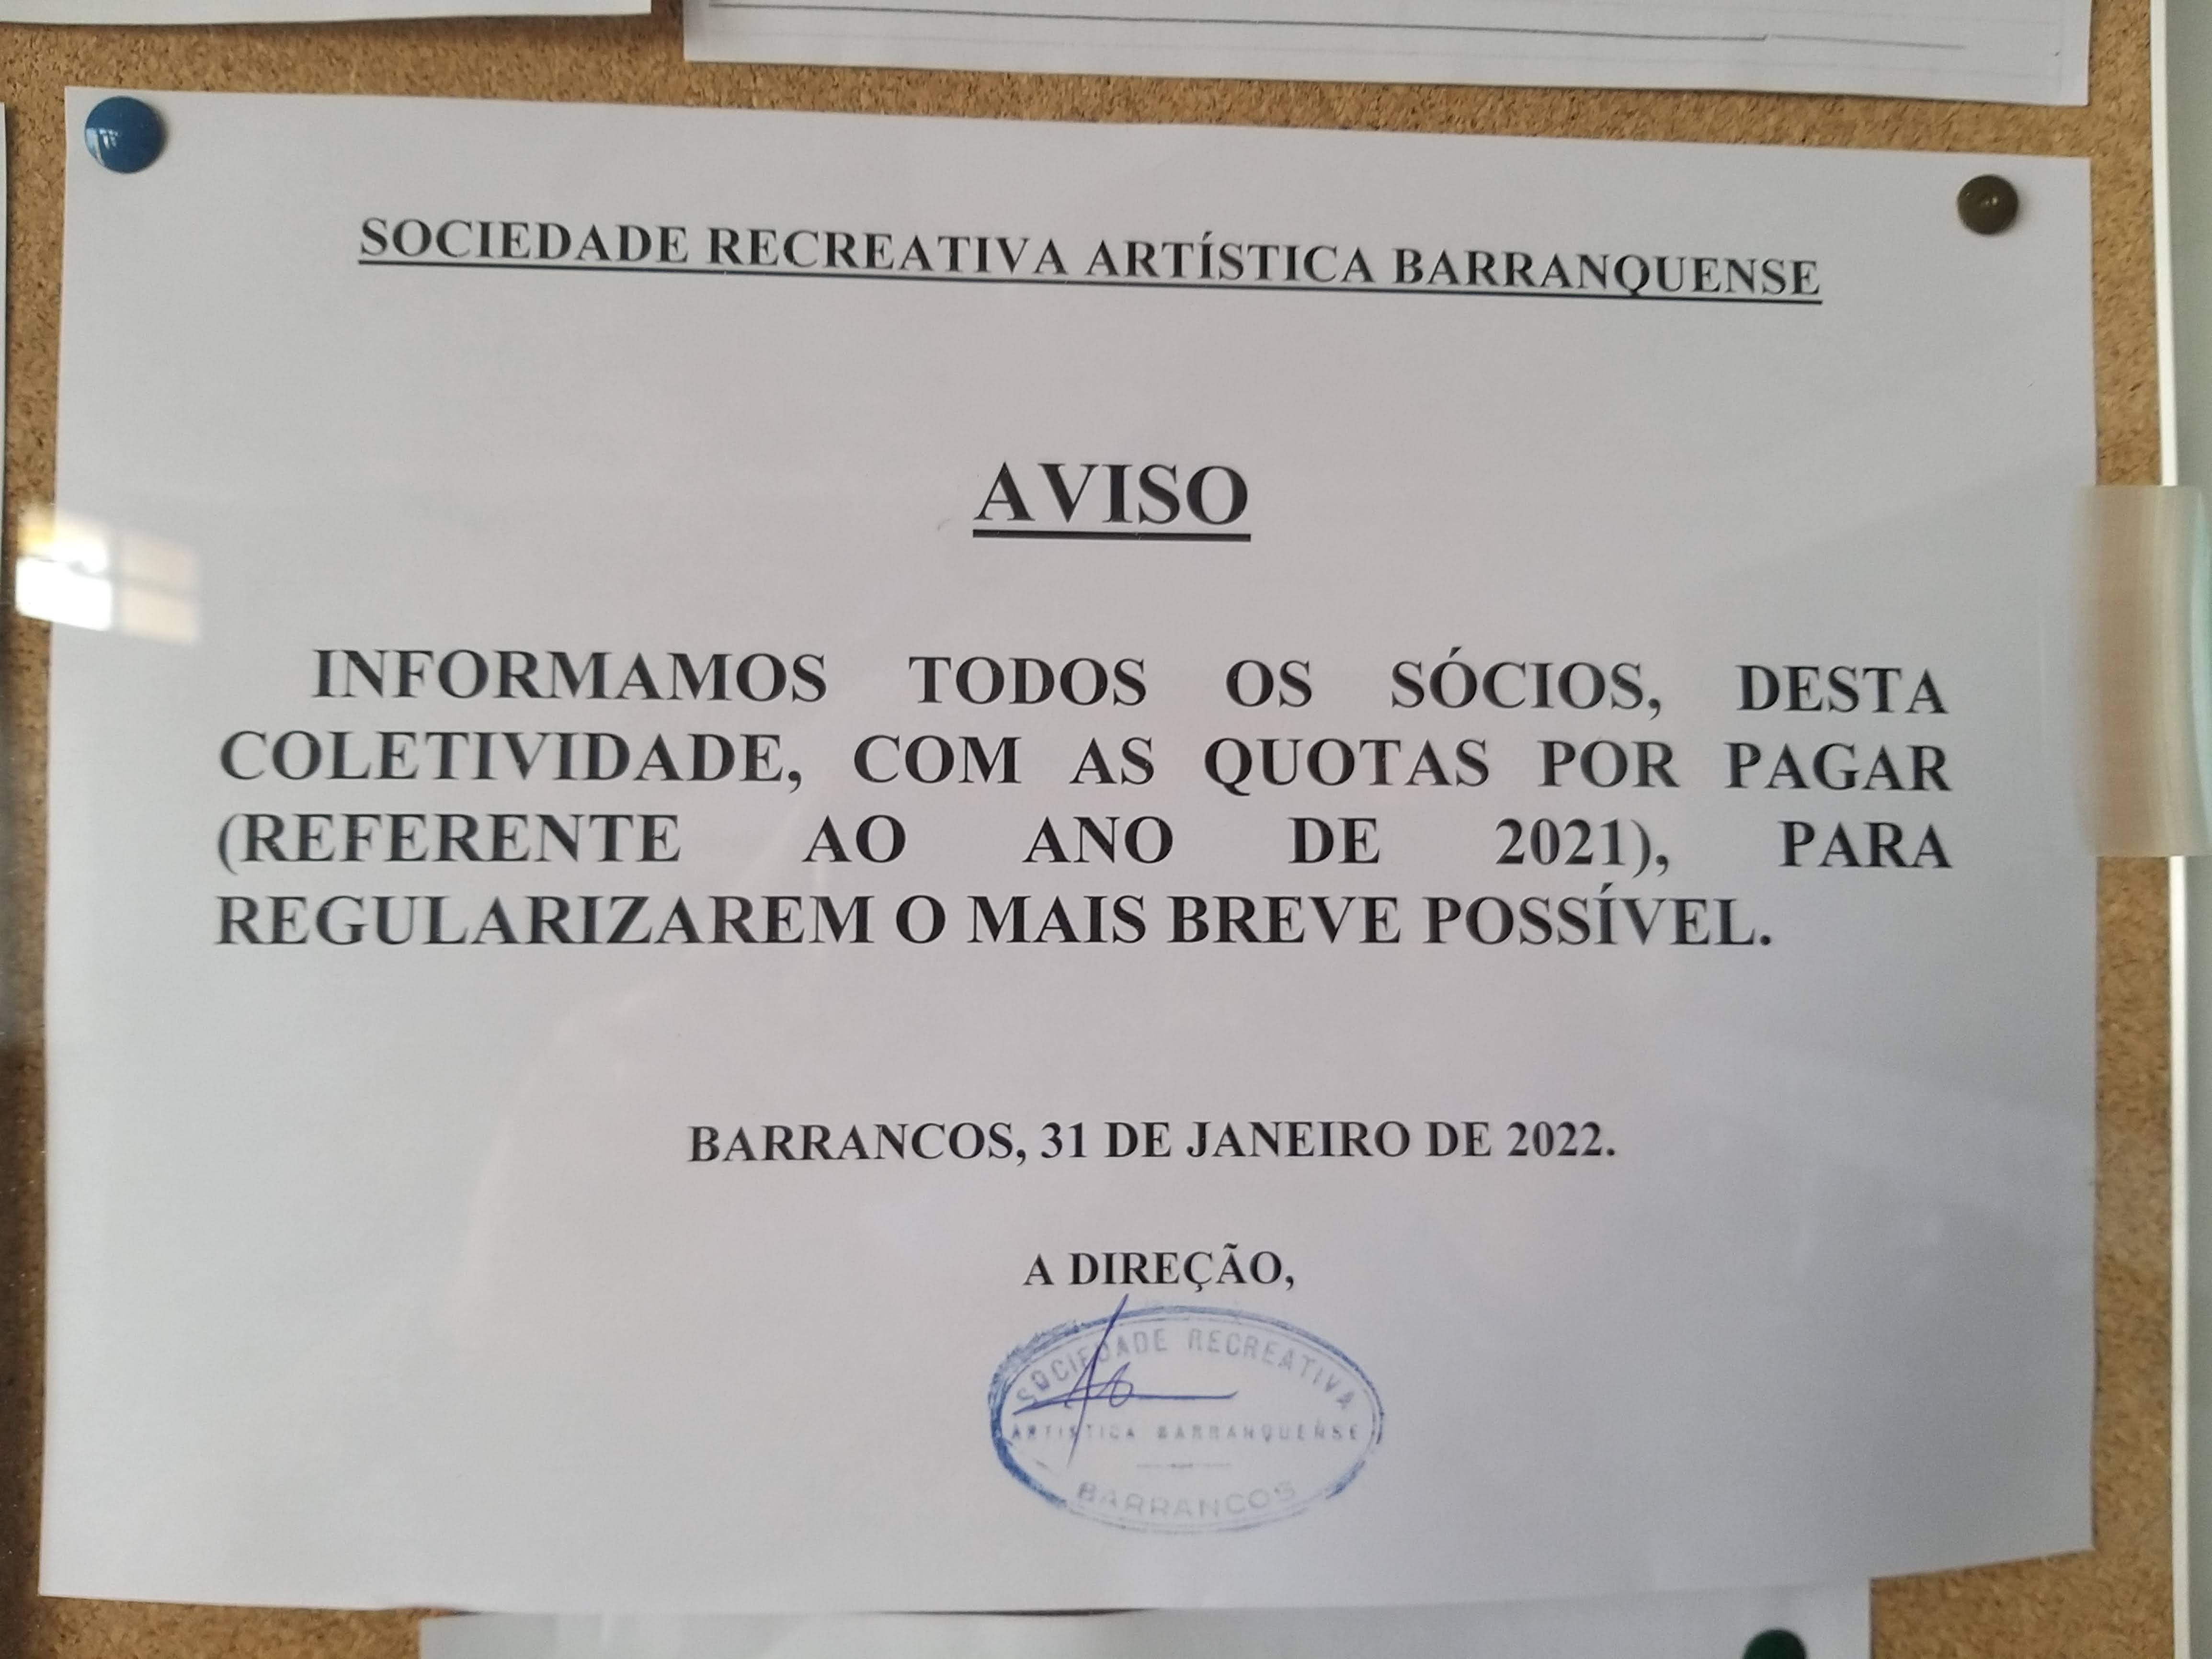 SOCIEDADE RECREATIVA ARTÍSTICA BARRANQUENSE
AVISO
INFORMAMOS TODOS OS SÓCIOS, DESTA
COLETIVIDADE, COM AS QUOTAS POR PAGAR
(REFERENTE AO ANO DE 2021), PARA
REGULARIZAREM O MAIS BREVE POSSÍVEL.
BARRANCOS, 31 DE JANEIRO DE 2022.
A DIREÇÃO,
SOCIEDADE RECREATIVA
ARTISTICA BARRANQUENSE
BARRANCOS